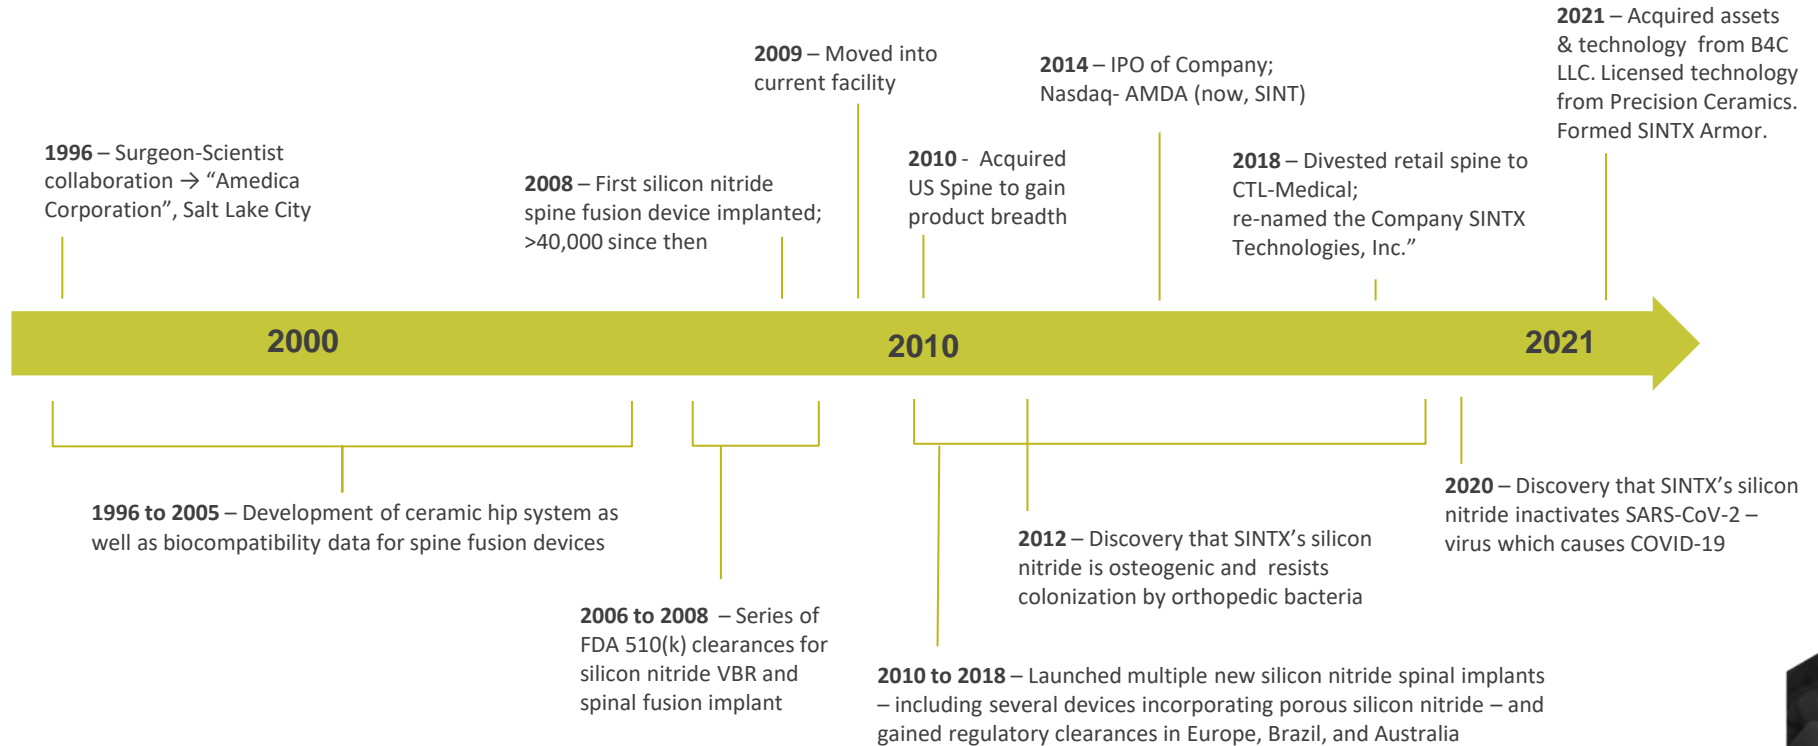 1996 – Surgeon-Scientist
collaboration → “Amedica
Corporation”, Salt Lake City
2008 – First silicon nitride
spine fusion device implanted;
>40,000 since then
2009 – Moved into
current facility
2010 - Acquired
US Spine to gain
product breadth
2014 – IPO of Company;
Nasdaq- AMDA (now, SINT)
2018 – Divested retail spine to
CTL-Medical;
re-named the Company SINTX
Technologies, Inc.”
2021 – Acquired assets
& technology from B4C
LLC. Licensed technology
from Precision Ceramics.
Formed SINTX Armor.
2000
2010
2021
1996 to 2005 – Development of ceramic hip system as
well as biocompatibility data for spine fusion devices
2006 to 2008 – Series of
FDA 510(k) clearances for
silicon nitride VBR and
spinal fusion implant
2010 to 2018 – Launched multiple new silicon nitride spinal implants
– including several devices incorporating porous silicon nitride – and
gained regulatory clearances in Europe, Brazil, and Australia
2012 – Discovery that SINTX’s silicon
nitride is osteogenic and resists
colonization by orthopedic bacteria
2020 – Discovery that SINTX’s silicon
nitride inactivates SARS-CoV-2 –
virus which causes COVID-19